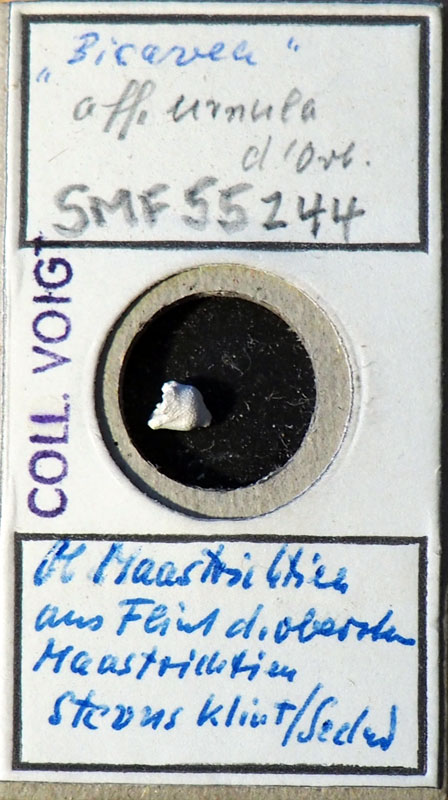 „Bicavea"
aff. urnula
d'Orb.
SMF 55244
COLL. VOIGT
M Maastrichtien
aus Flint d. obersten
Maastrichtien
Stevns Klint/Seeland